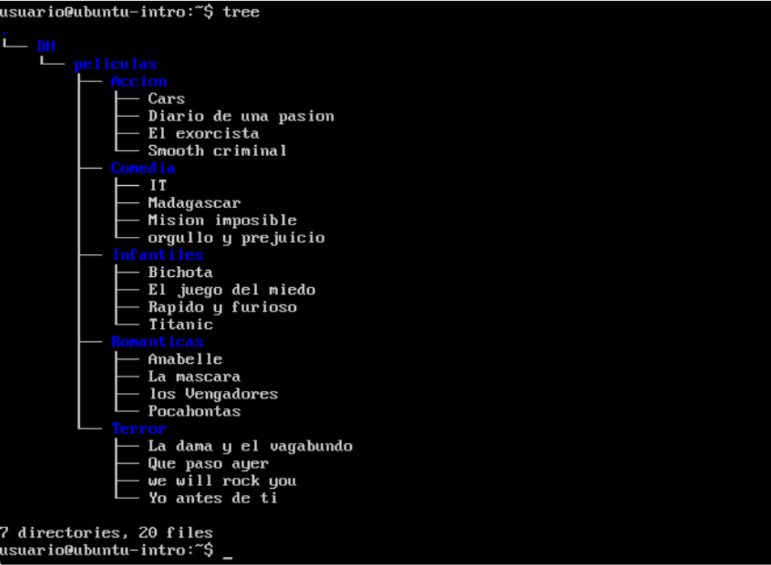 usuario@ubuntu-intro:~$ tree
.
└── DH
└── peliculas
├── Accion
├── Cars
├── Diario de una pasion
├── El exorcista
└── Smooth criminal
├── Comedia
├── IT
├── Madagascar
├── Mision imposible
└── orgullo y prejuicio
├── Infantiles
├── Bichota
├── El juego del miedo
├── Rapido y furioso
└── Titanic
├── Romanticas
├── Anabelle
├── La mascara
├── los Vengadores
└── Pocahontas
└── Terror
├── La dama y el vagabundo
├── Que paso ayer
├── we will rock you
└── Yo antes de ti
7 directories, 20 files
usuario@ubuntu-intro:~$ _